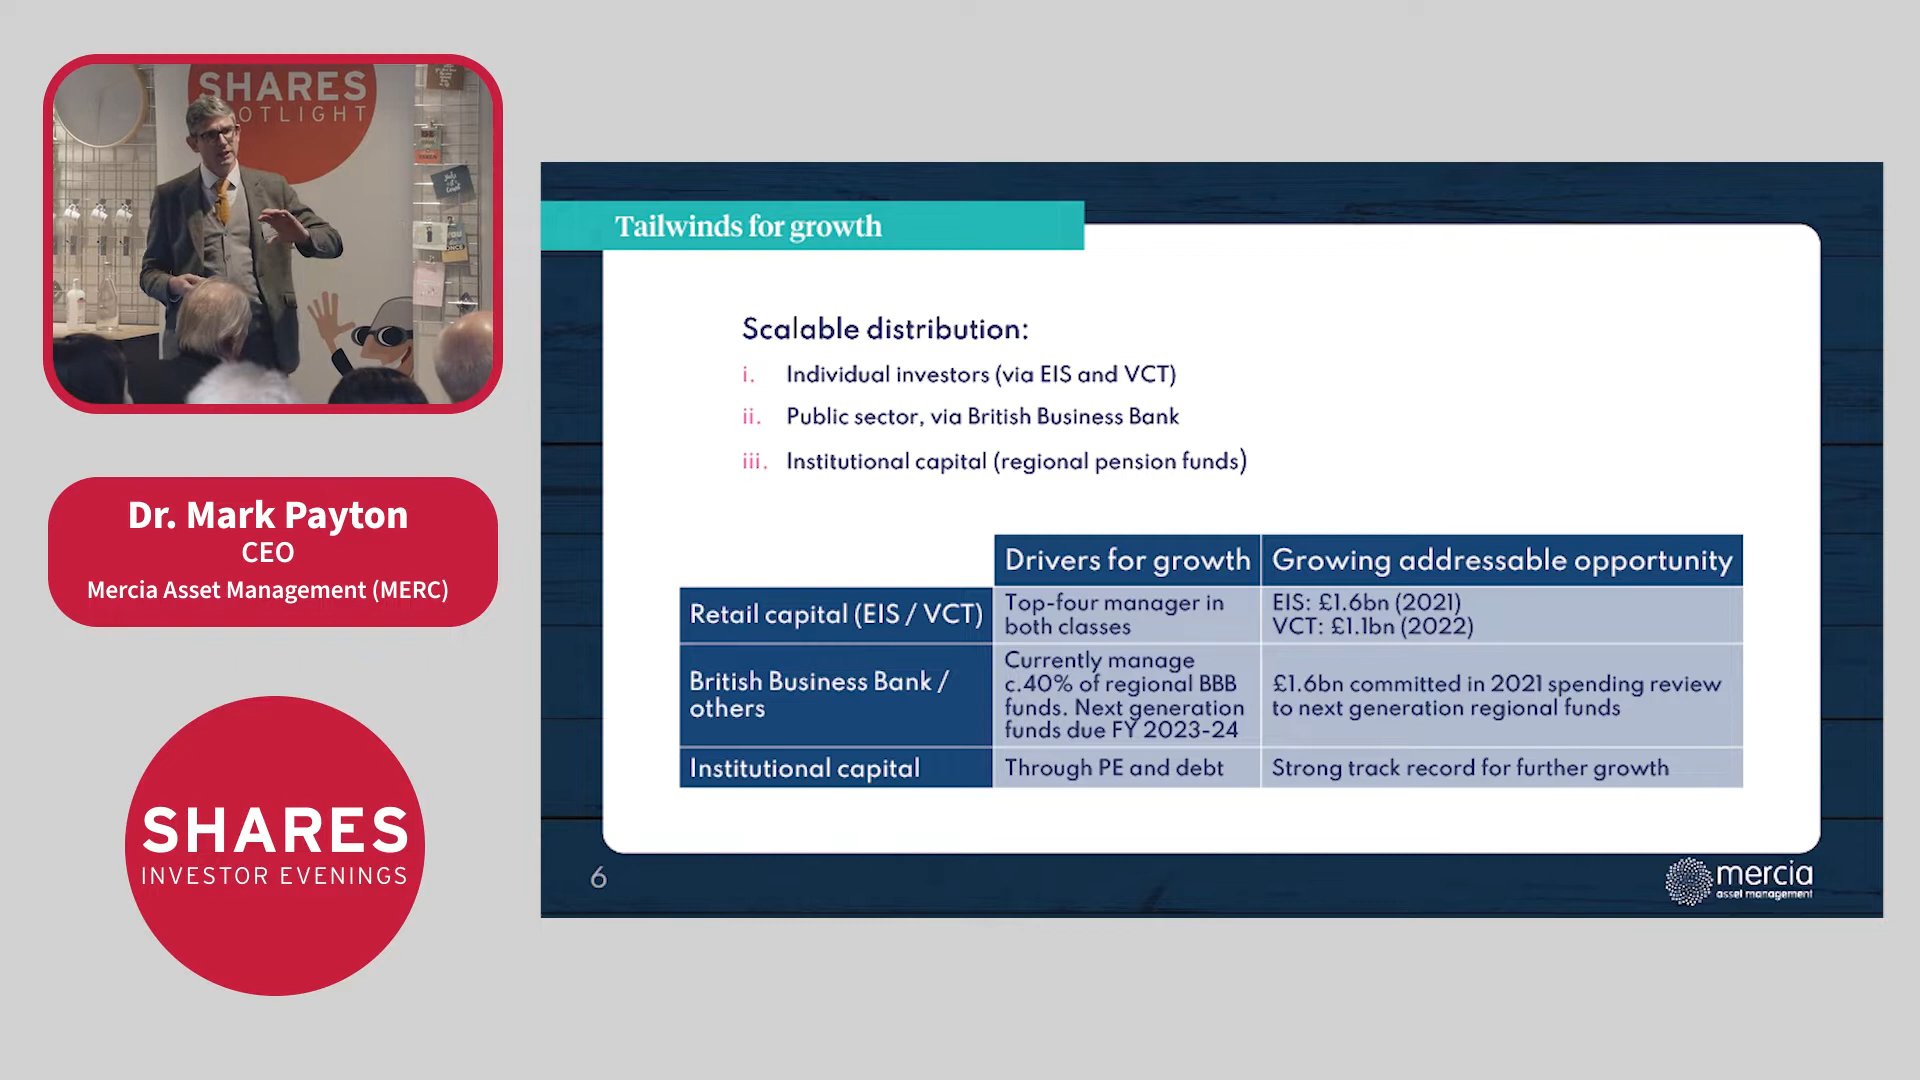 SHARES
OTLIGHT
Dr. Mark Payton
CEO
Mercia Asset Management (MERC)
SHARES
INVESTOR EVENINGS
Tailwinds for growth
Scalable distribution:
i. Individual investors (via EIS and VCT)
ii. Public sector, via British Business Bank
iii. Institutional capital (regional pension funds)
Drivers for growth
Growing addressable opportunity
Retail capital (EIS / VCT)
Top-four manager in
both classes
EIS: £1.6bn (2021)
VCT: £1.1bn (2022)
British Business Bank /
others
Currently manage
c.40% of regional BBB
funds. Next generation
funds due FY 2023-24
£1.6bn committed in 2021 spending review
to next generation regional funds
Institutional capital
Through PE and debt
Strong track record for further growth
6
mercia
asset management